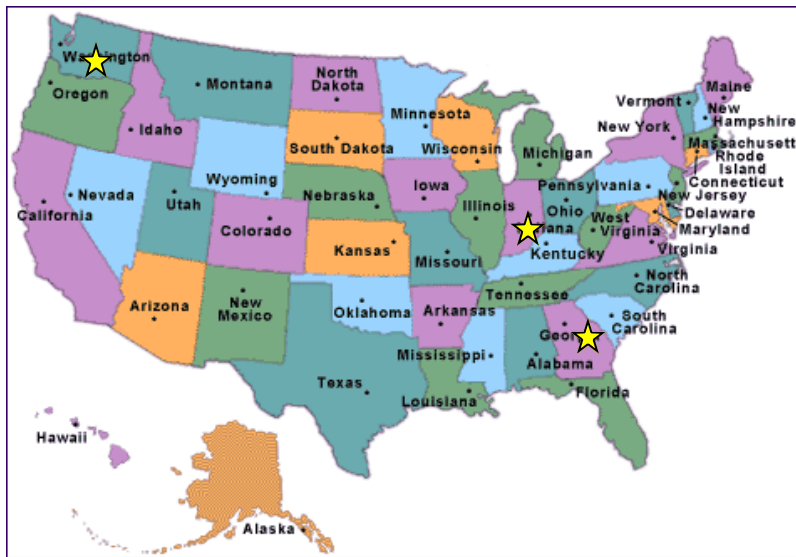 Washington
Oregon
Idaho
Montana
North
Dakota
South Dakota
Minnesota
Wisconsin
Michigan
Vermont
Maine
New
Hampshire
New York
Massachusett
Rhode
Island
Connecticut
New Jersey
Delaware
Maryland
Pennsylvania
Wyoming
Nebraska
Iowa
Illinois
Ohio
West
Virginia
Virginia
California
Nevada
Utah
Colorado
Kansas
Missouri
Kentucky
Tennessee
North
Carolina
South
Carolina
Arizona
New
Mexico
Oklahoma
Arkansas
Mississippi
Alabama
Texas
Louisiana
Florida
Hawaii
Alaska